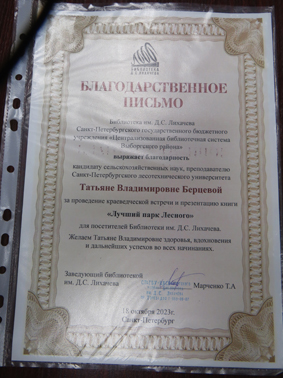 БИБЛИОТЕКА
БЛАГОДАРСТВЕННОЕ
ПИСЬМО
Библиотека им. Д.С. Лихачева
Санкт-Петербургского государственного бюджетного
учреждения «Централизованная библиотечная система
Выборгского района»
выражает благодарность
кандидату сельскохозяйственных наук, преподавателю
Санкт-Петербургского лесотехнического университета
Татьяне Владимировне Берцевой
за проведение краеведческой встречи и презентацию книги
«Лучший парк Лесного»
для посетителей Библиотеки им. Д.С. Лихачева.
Желаем Татьяне Владимировне здоровья, вдохновения
и дальнейших успехов во всех начинаниях.
Заведующий библиотекой
им. Д.С. Лихачева
Марченко Т.А
октября 2023г.
Санкт-Петербург